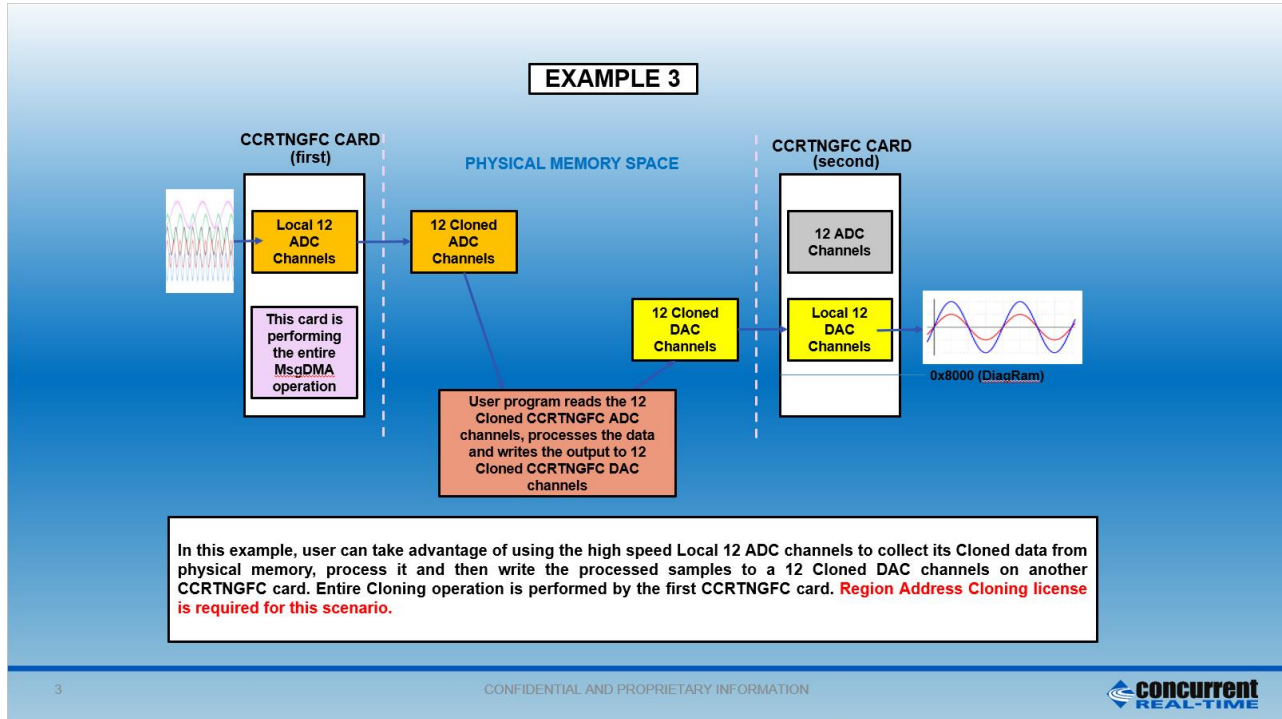 EXAMPLE 3
CCRTNGFC CARD
(first)
PHYSICAL MEMORY SPACE
CCRTNGFC CARD
(second)
Local 12
ADC
Channels
12 Cloned
ADC
Channels
12 ADC
Channels
This card is
performing
the entire
MsgDMA
operation
12 Cloned
DAC
Channels
Local 12
DAC
Channels
0x8000 (DiagRam)
User program reads the 12
Cloned CCRTNGFC ADC
channels, processes the data
and writes the output to 12
Cloned CCRTNGFC DAC
channels
In this example, user can take advantage of using the high speed Local 12 ADC channels to collect its Cloned data from
physical memory, process it and then write the processed samples to a 12 Cloned DAC channels on another
CCRTNGFC card. Entire Cloning operation is performed by the first CCRTNGFC card. Region Address Cloning license
is required for this scenario.
3
CONFIDENTIAL AND PROPRIETARY INFORMATION
concurrent
REAL-TIME